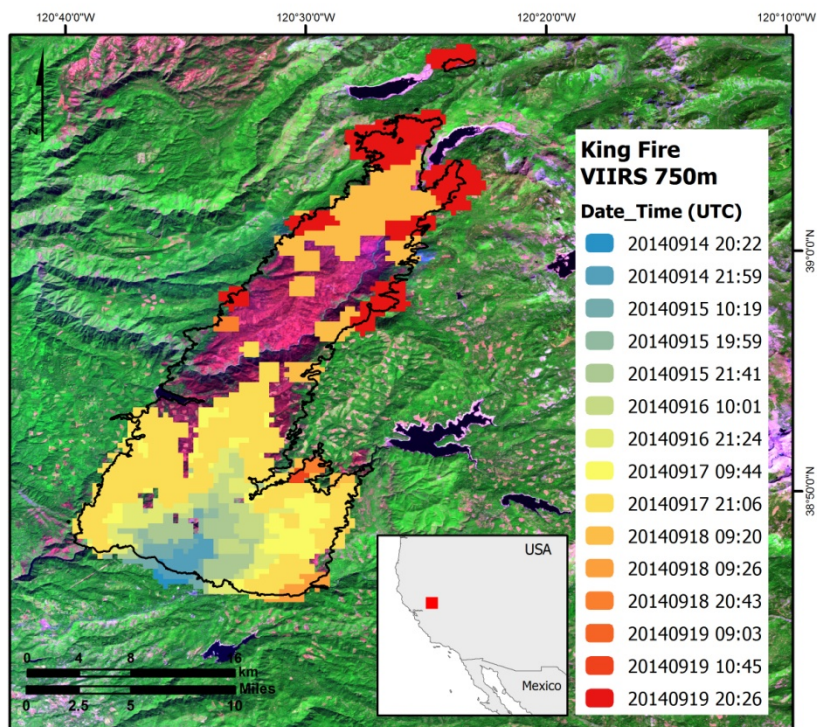 120°40'0"W 120°30'0"W 120°20'0"W 120°10'0"W
N
King Fire
VIIRS 750m
Date_Time (UTC)
20140914 20:22
20140914 21:59
20140915 10:19
20140915 19:59
20140915 21:41
20140916 10:01
20140916 21:24
20140917 09:44
20140917 21:06
20140918 09:20
20140918 09:26
20140918 20:43
20140919 09:03
20140919 10:45
20140919 20:26
39°0'0"N
38°50'0"N
USA
Mexico
0 4 8 16
km
Miles
0 2.5 5 10